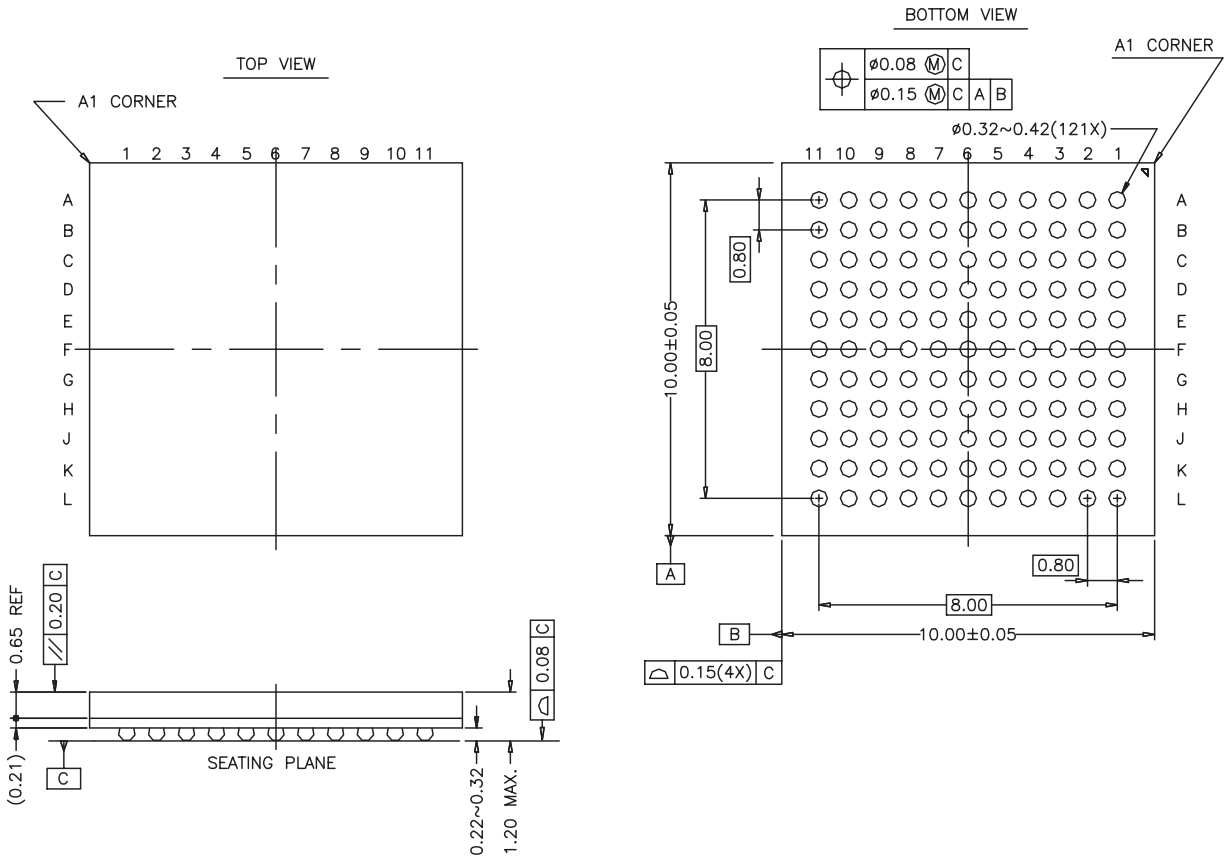 TOP VIEW
A1 CORNER
1 2 3 4 5 6 7 8 9 10 11
A
B
C
D
E
F
G
H
J
K
L
BOTTOM VIEW
A1 CORNER
ø0.08 Ⓜ C
ø0.15 Ⓜ C A B
ø0.32~0.42(121X)
11 10 9 8 7 6 5 4 3 2 1
A
B
C
D
E
F
G
H
J
K
L
0.80
8.00
10.00±0.05
A
0.80
8.00
B
10.00±0.05
0.15(4X) C
0.65 REF
(0.21)
// 0.20 C
C
SEATING PLANE
0.22~0.32
1.20 MAX.
0.08 C